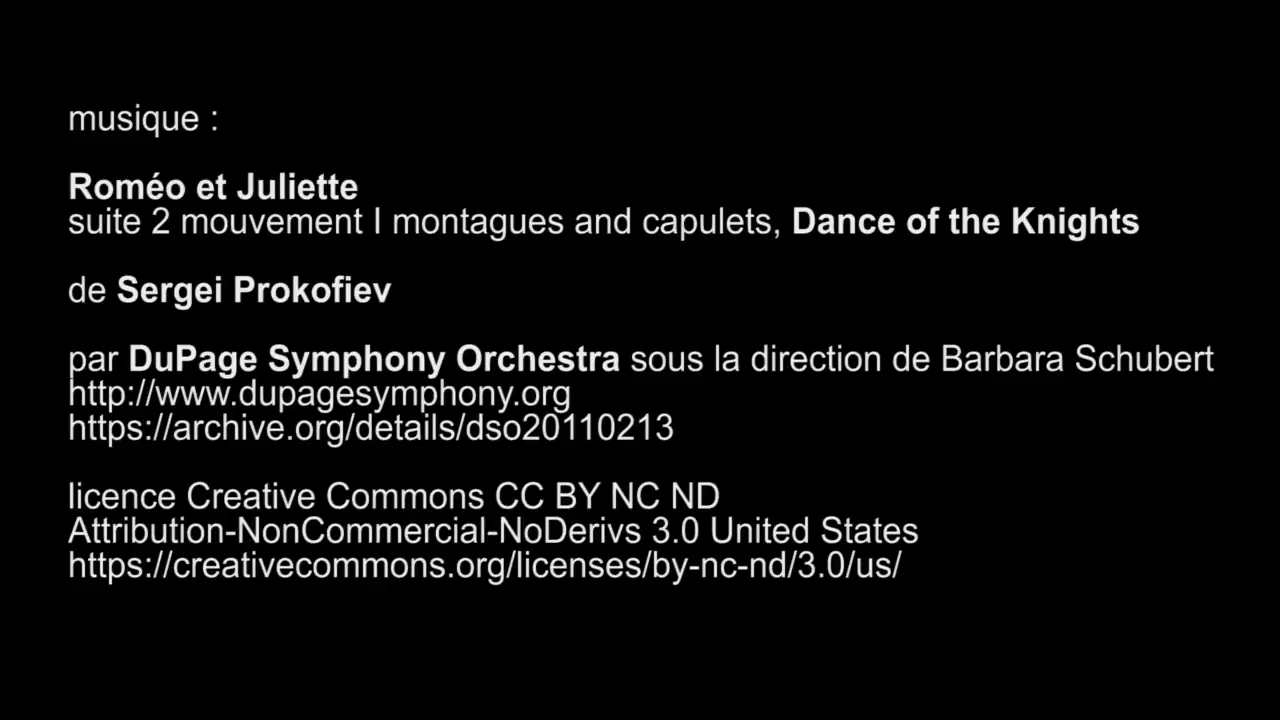 musique :
Roméo et Juliette
suite 2 mouvement I montagues and capulets, Dance of the Knights
de Sergei Prokofiev
par DuPage Symphony Orchestra sous la direction de Barbara Schubert
http://www.dupagesymphony.org
https://archive.org/details/dso20110213
licence Creative Commons CC BY NC ND
Attribution-NonCommercial-NoDerivs 3.0 United States
https://creativecommons.org/licenses/by-nc-nd/3.0/us/